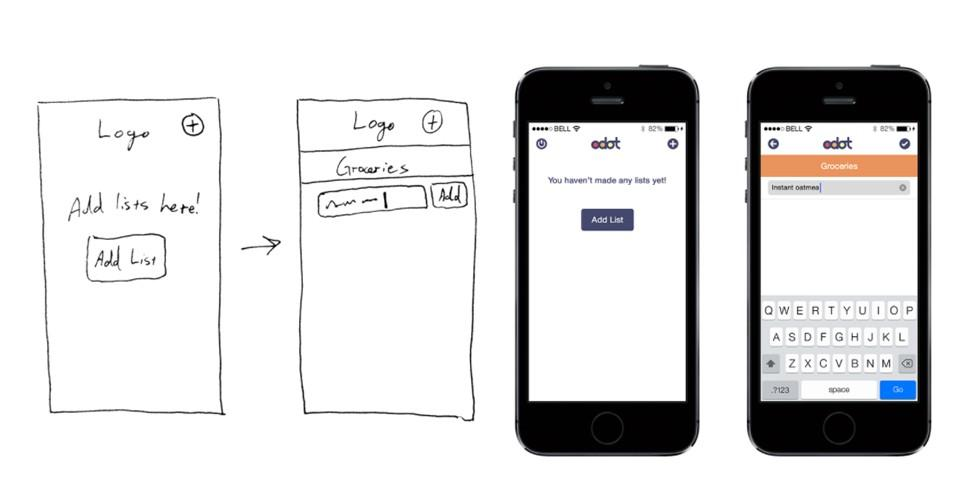 Logo
Add lists here!
Add List
Logo
Groceries
Add
BELL 82%
odot
You haven't made any lists yet!
Add List
BELL 82%
odot
Groceries
Instant oatmea
Q W E R T Y U I O P
A S D F G H J K L
Z X C V B N M
.?123 space Go